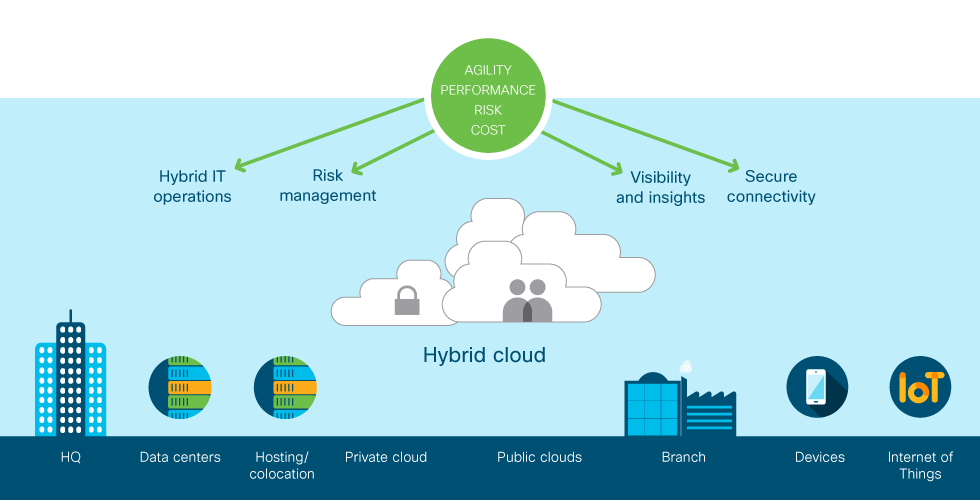 AGILITY
PERFORMANCE
RISK
COST
Hybrid IT
operations
Risk
management
Visibility
and insights
Secure
connectivity
Hybrid cloud
IoT
HQ
Data centers
Hosting/
colocation
Private cloud
Public clouds
Branch
Devices
Internet of
Things